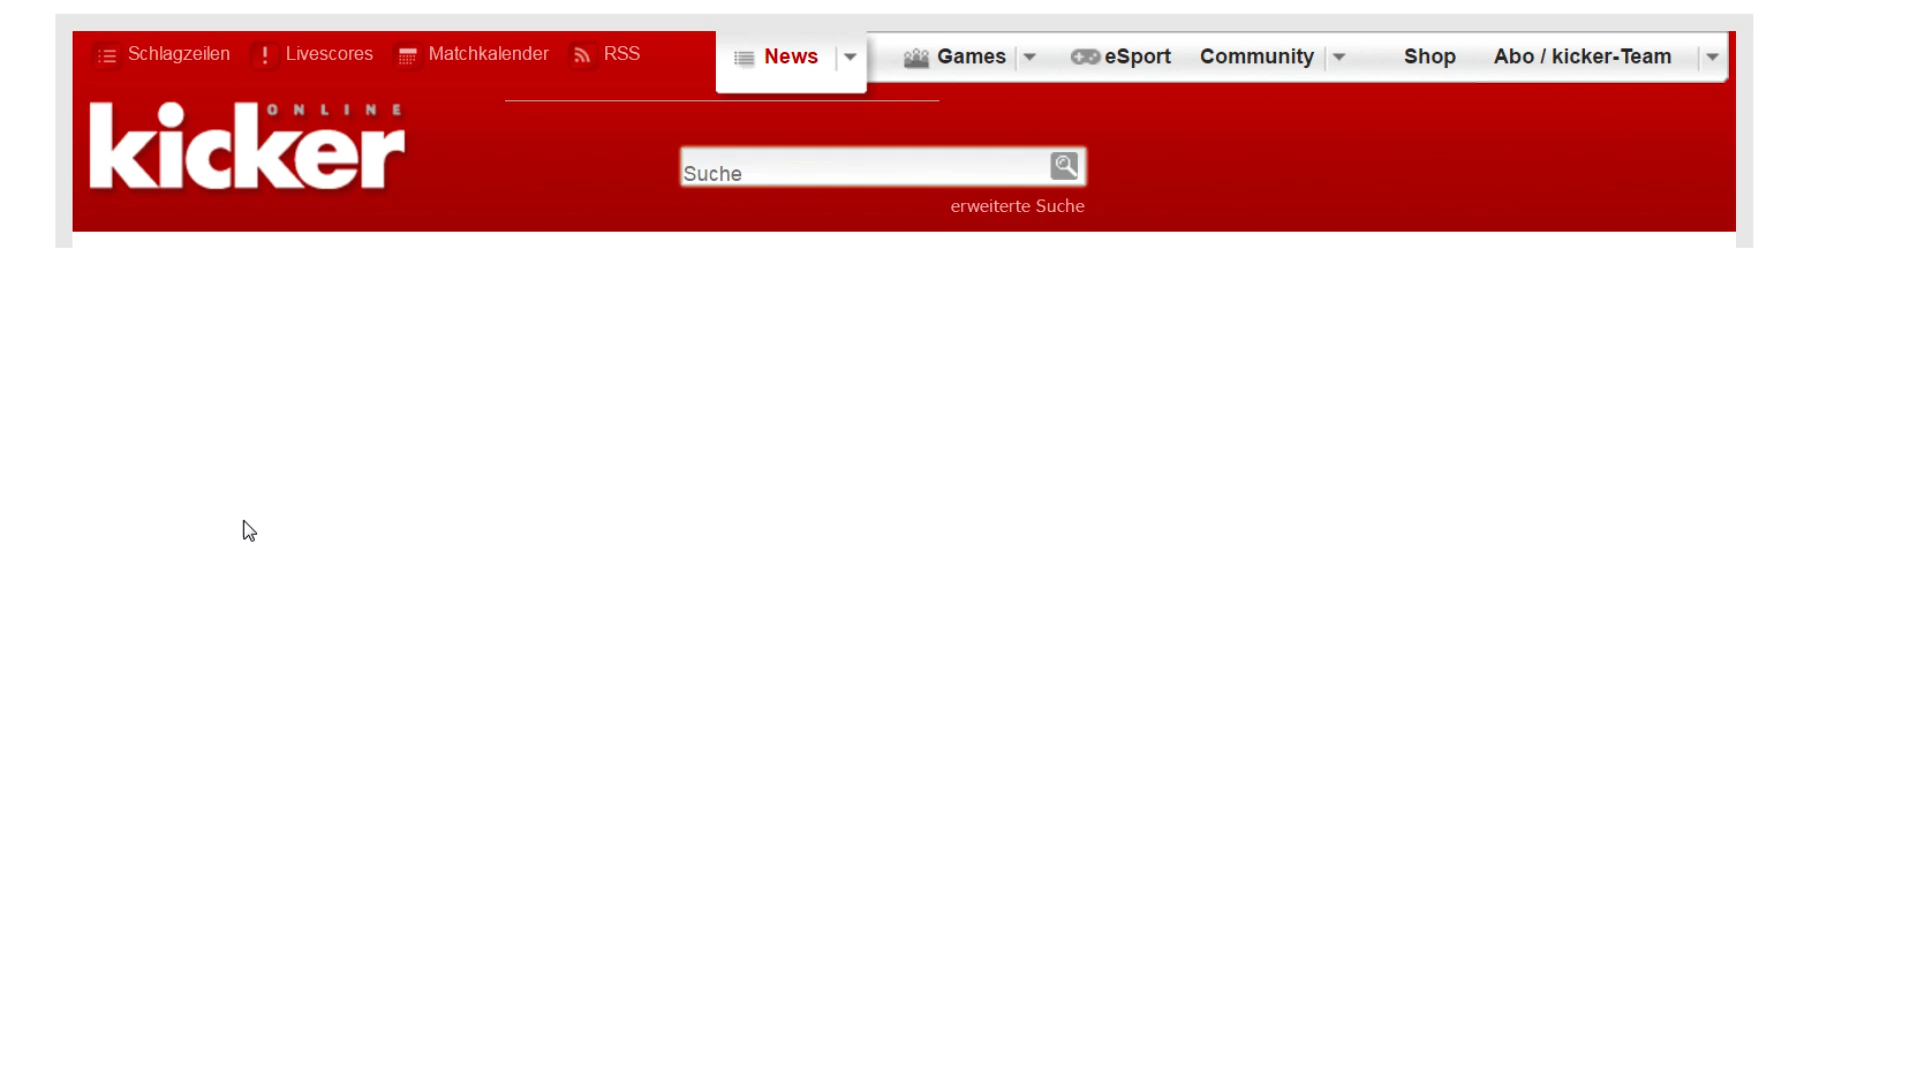 Schlagzeilen Livescores Matchkalender RSS News Games eSport Community Shop Abo / kicker-Team
ONLINE
kicker
Suche
erweiterte Suche